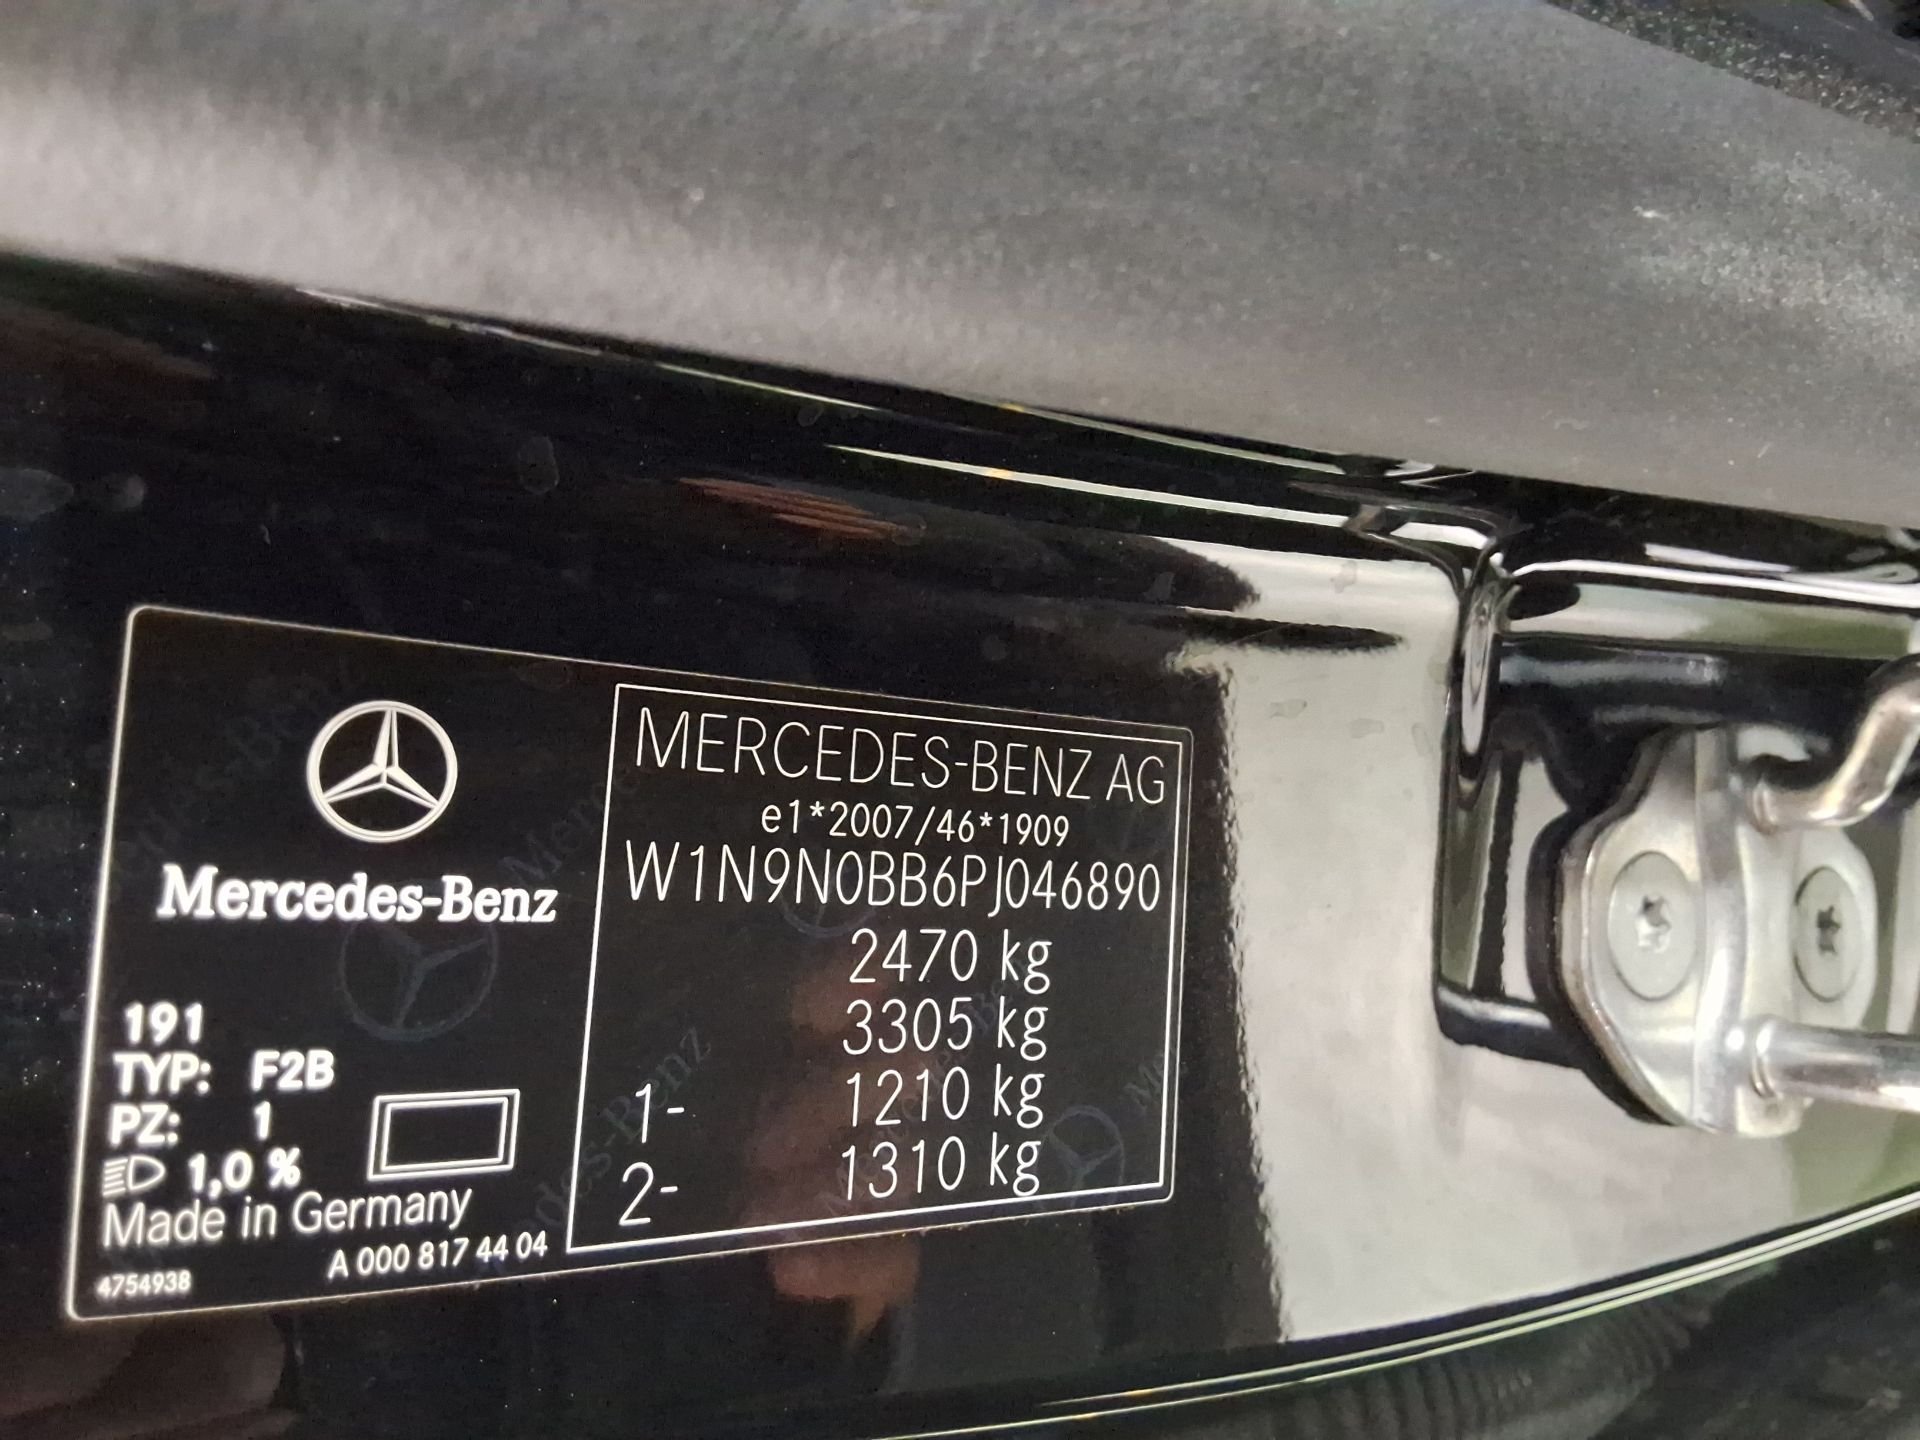 Mercedes-Benz
191
TYP: F2B
PZ: 1
1,0 %
Made in Germany
A 000 817 44 04
4754938
MERCEDES-BENZ AG
e1*2007/46*1909
W1N9N0BB6PJ046890
2470 kg
3305 kg
1- 1210 kg
2- 1310 kg